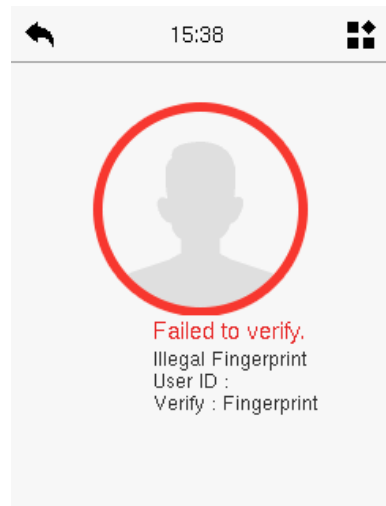 15:38
Failed to verify.
Illegal Fingerprint
User ID :
Verify : Fingerprint